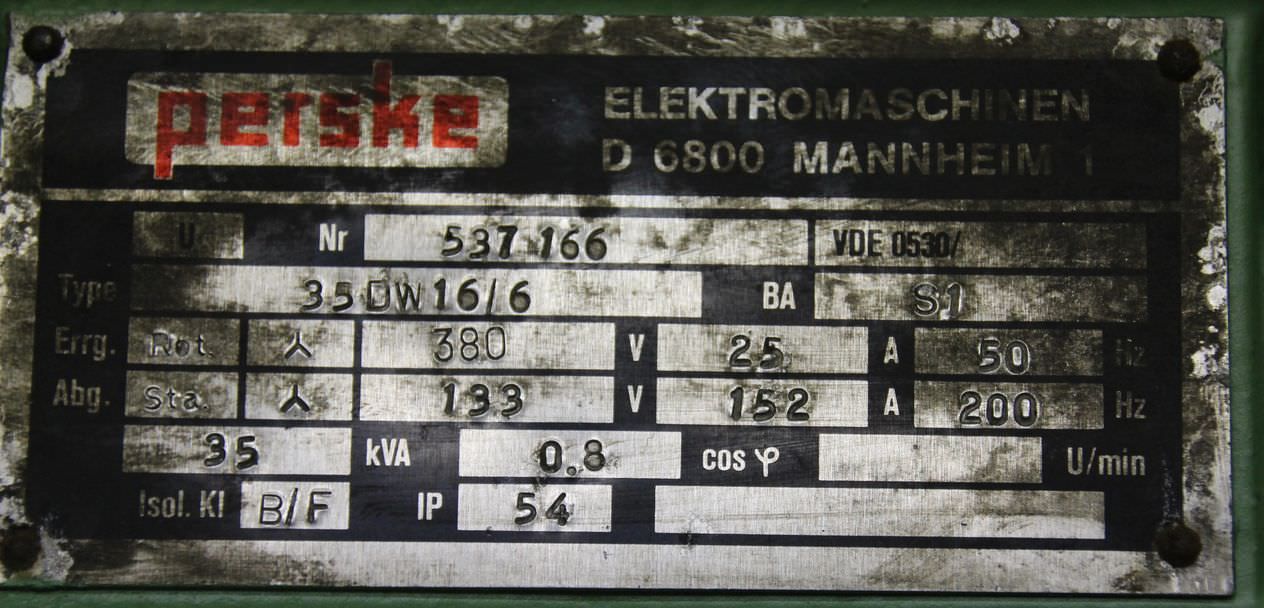 perske
ELEKTROMASCHINEN
D 6800 MANNHEIM 1
U Nr 537 166 VDE 0530/
Type 35DW16/6 BA S1
Errg. Rot. 380 V 25 A 50 Hz
Abg. Sta. 133 V 152 A 200 Hz
35 kVA 0.8 cos φ U/min
Isol. Kl B/F IP 54